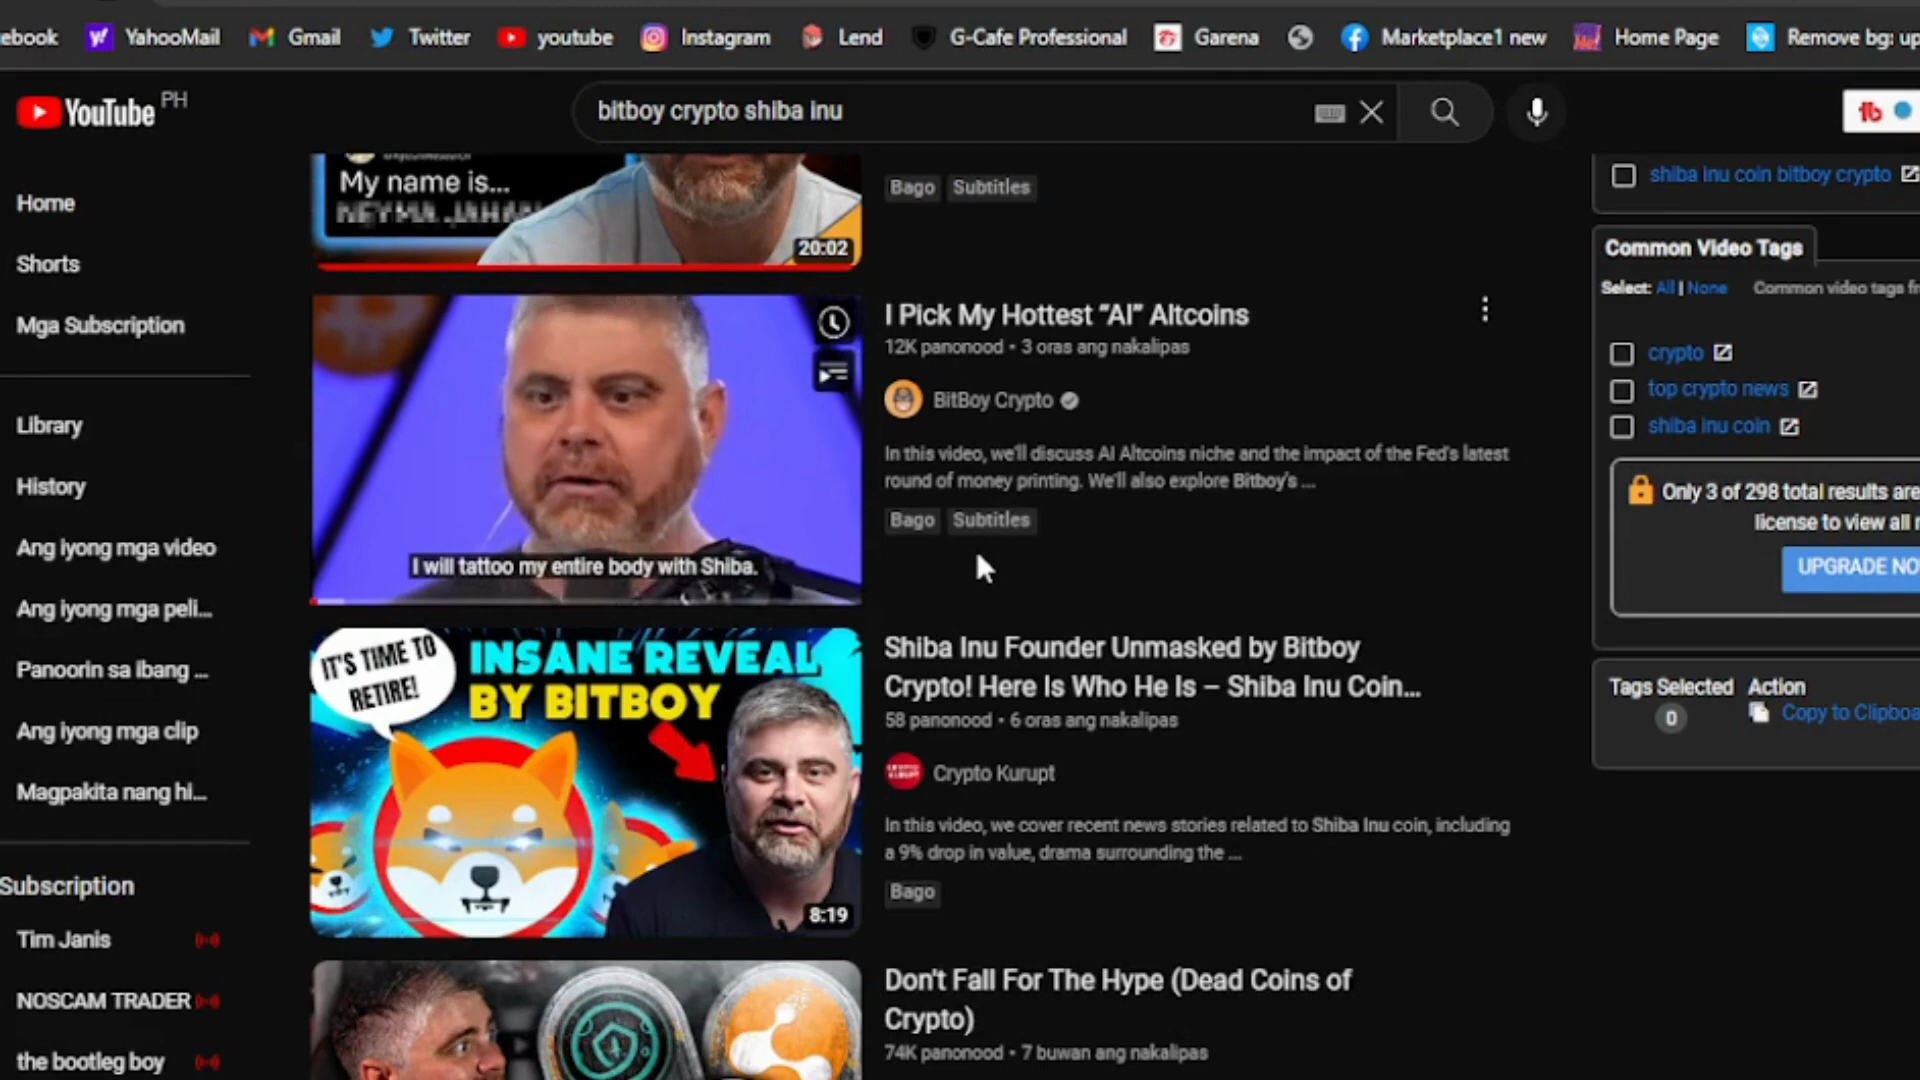 ebook YahooMail Gmail Twitter youtube Instagram Lend G-Cafe Professional Garena Marketplace1 new Home Page Remove bg: up
YouTube PH
bitboy crypto shiba inu
Home
Shorts
Mga Subscription
Library
History
Ang iyong mga video
Ang iyong mga peli...
Panoorin sa ibang ...
Ang iyong mga clip
Magpakita nang hi...
Subscription
Tim Janis
NOSCAM TRADER
the bootleg boy
My name is...
20:02
Bago Subtitles
I will tattoo my entire body with Shiba.
I Pick My Hottest “AI” Altcoins
12K panonood • 3 oras ang nakalipas
BitBoy Crypto
In this video, we'll discuss AI Altcoins niche and the impact of the Fed's latest
round of money printing. We'll also explore Bitboy's ...
Bago Subtitles
IT'S TIME TO
RETIRE!
INSANE REVEAL
BY BITBOY
8:19
Shiba Inu Founder Unmasked by Bitboy
Crypto! Here Is Who He Is – Shiba Inu Coin...
58 panonood • 6 oras ang nakalipas
Crypto Kurupt
In this video, we cover recent news stories related to Shiba Inu coin, including
a 9% drop in value, drama surrounding the ...
Bago
Don't Fall For The Hype (Dead Coins of
Crypto)
74K panonood • 7 buwan ang nakalipas
tb
shiba inu coin bitboy crypto
Common Video Tags
Select: All | None Common video tags fr
crypto
top crypto news
shiba inu coin
Only 3 of 298 total results are
license to view all r
UPGRADE NO
Tags Selected Action
0 Copy to Clipboa